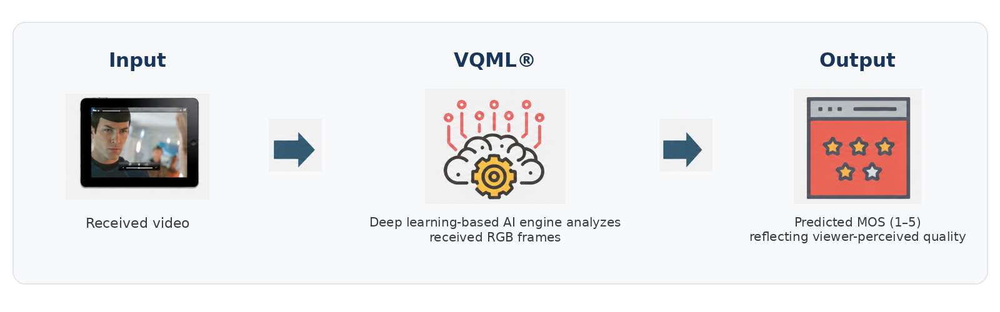 Input
VQML®
Output
Received video
Deep learning-based AI engine analyzes
received RGB frames
Predicted MOS (1–5)
reflecting viewer-perceived quality